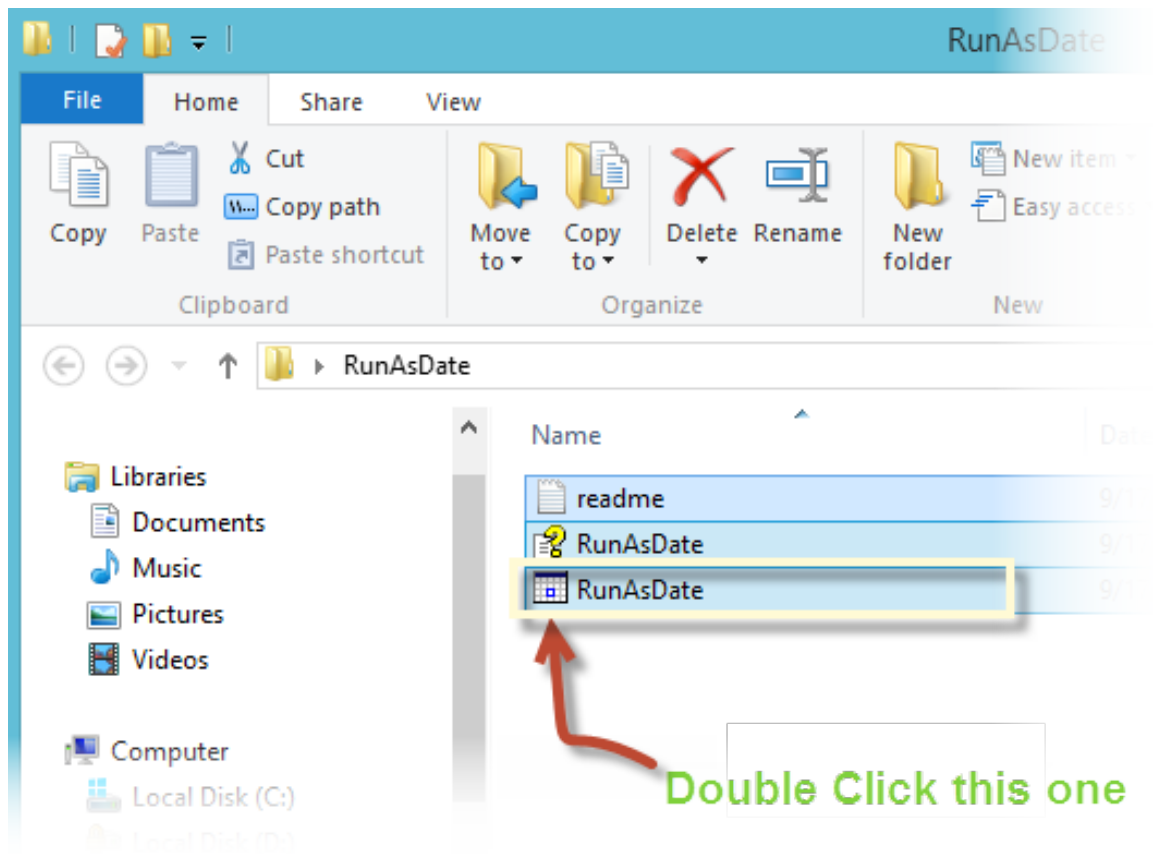 RunAsDate
File Home Share View
Cut
Copy path
Paste shortcut
Copy Paste
Move to Copy to Delete Rename
New folder
New item
Easy access
Clipboard Organize New
RunAsDate
Name
Libraries
Documents
Music
Pictures
Videos
Computer
Local Disk (C:)
Local Disk (D:)
readme
RunAsDate
RunAsDate
Double Click this one